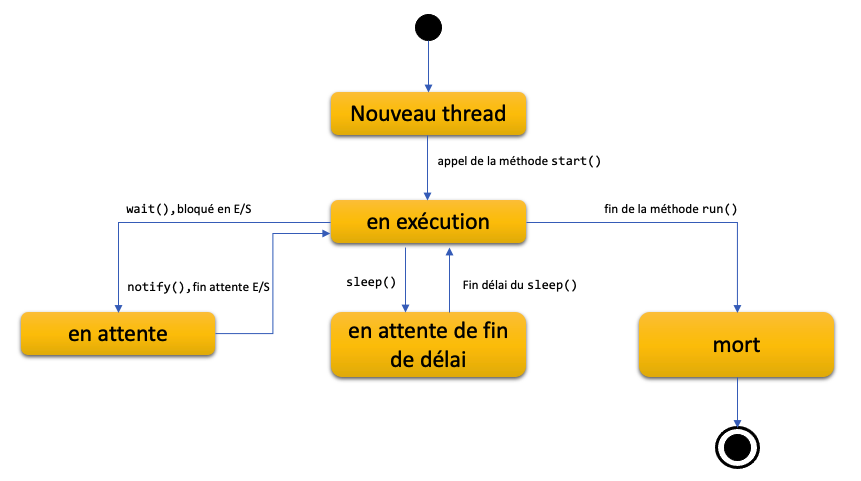 Nouveau thread
appel de la méthode start()
wait(),bloqué en E/S
en exécution
fin de la méthode run()
notify(),fin attente E/S
sleep()
Fin délai du sleep()
en attente
en attente de fin
de délai
mort